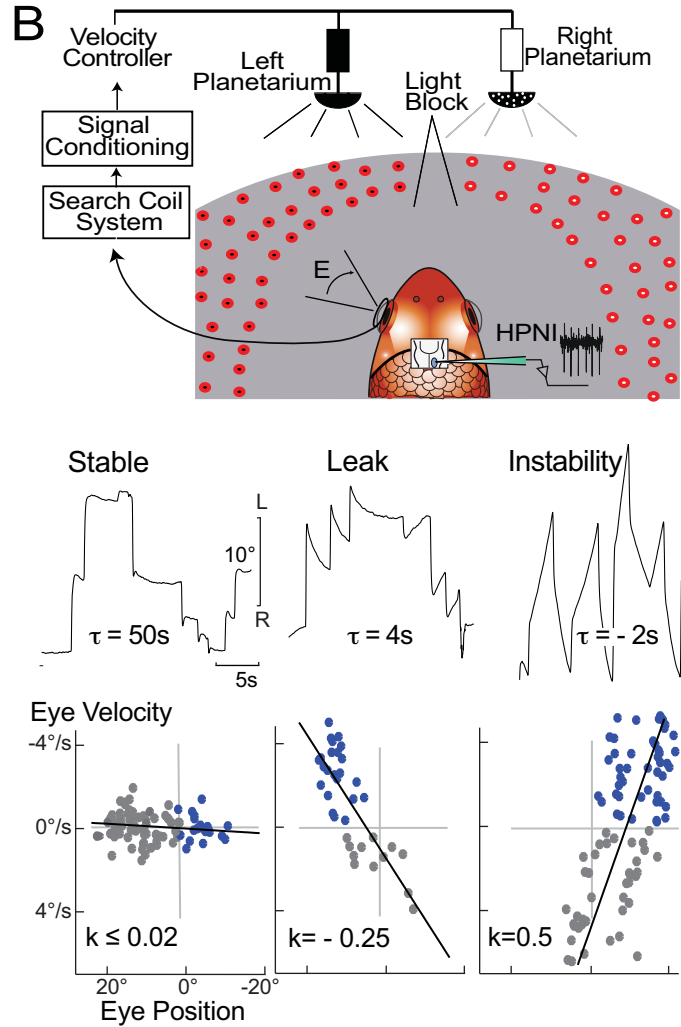 B
Velocity
Controller
Left
Planetarium
Light
Block
Right
Planetarium
Signal
Conditioning
Search Coil
System
E
HPNI
Stable
Leak
Instability
L
10°
R
τ = 50s
τ = 4s
τ = - 2s
5s
Eye Velocity
-4°/s
0°/s
4°/s
k ≤ 0.02
k= - 0.25
k=0.5
20°
0°
-20°
Eye Position